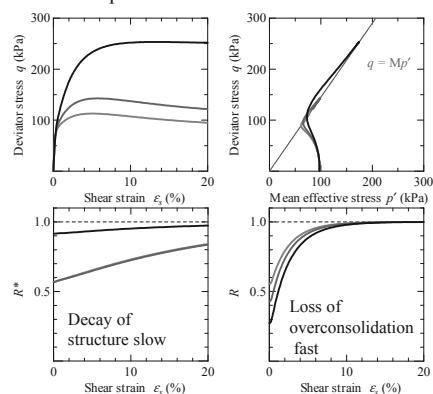 300
200
100
0
Deviator stress q (kPa)
10
20
Shear strain εs (%)
300
200
100
0
Deviator stress q (kPa)
q = Mp'
100
200
300
Mean effective stress p' (kPa)
1.0
0.5
R*
Decay of
structure slow
0
10
20
Shear strain εs (%)
1.0
0.5
R
Loss of
overconsolidation
fast
0
10
20
Shear strain εs (%)